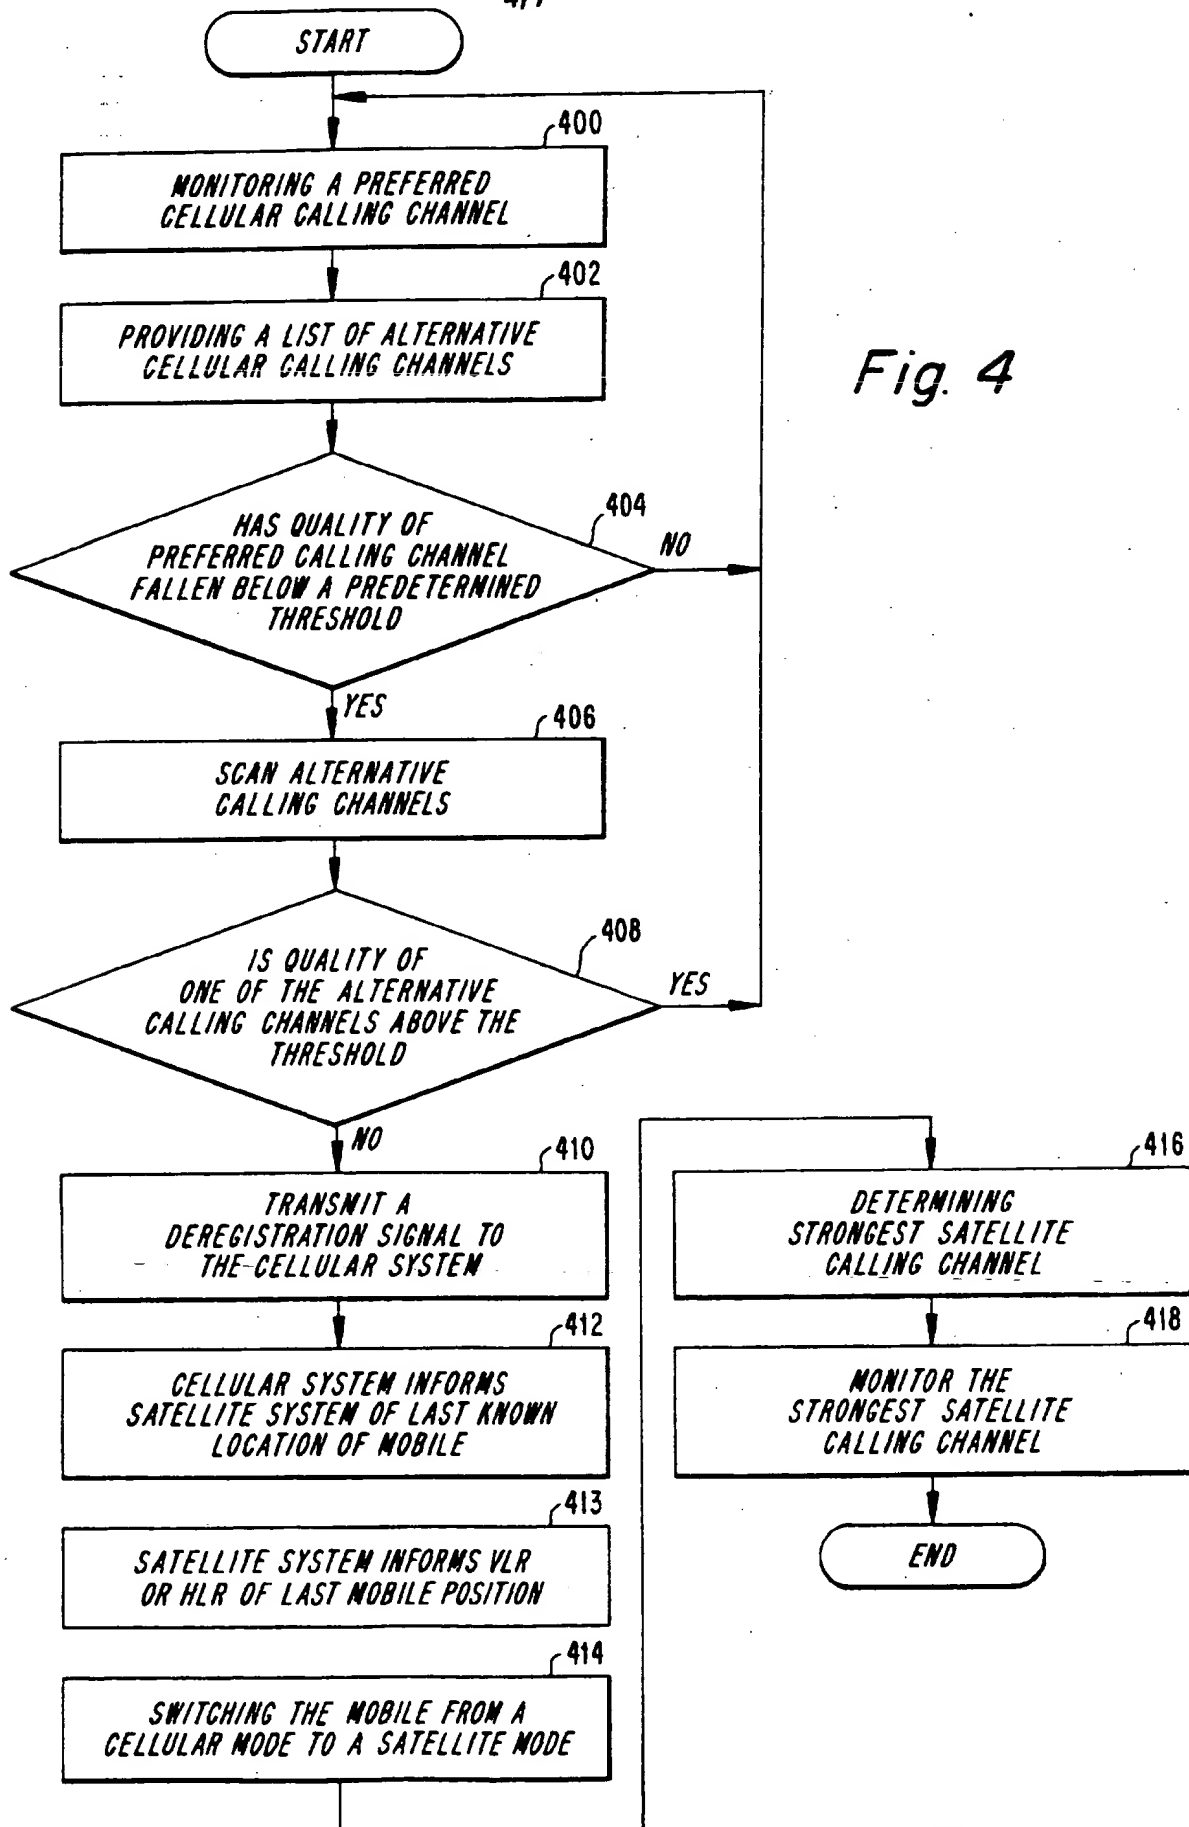 START
400
MONITORING A PREFERRED
CELLULAR CALLING CHANNEL
402
PROVIDING A LIST OF ALTERNATIVE
CELLULAR CALLING CHANNELS
Fig. 4
404
HAS QUALITY OF
PREFERRED CALLING CHANNEL
FALLEN BELOW A PREDETERMINED
THRESHOLD
NO
YES
406
SCAN ALTERNATIVE
CALLING CHANNELS
408
IS QUALITY OF
ONE OF THE ALTERNATIVE
CALLING CHANNELS ABOVE THE
THRESHOLD
YES
NO
410
TRANSMIT A
DEREGISTRATION SIGNAL TO
THE CELLULAR SYSTEM
412
CELLULAR SYSTEM INFORMS
SATELLITE SYSTEM OF LAST KNOWN
LOCATION OF MOBILE
413
SATELLITE SYSTEM INFORMS VLR
OR HLR OF LAST MOBILE POSITION
414
SWITCHING THE MOBILE FROM A
CELLULAR MODE TO A SATELLITE MODE
416
DETERMINING
STRONGEST SATELLITE
CALLING CHANNEL
418
MONITOR THE
STRONGEST SATELLITE
CALLING CHANNEL
END